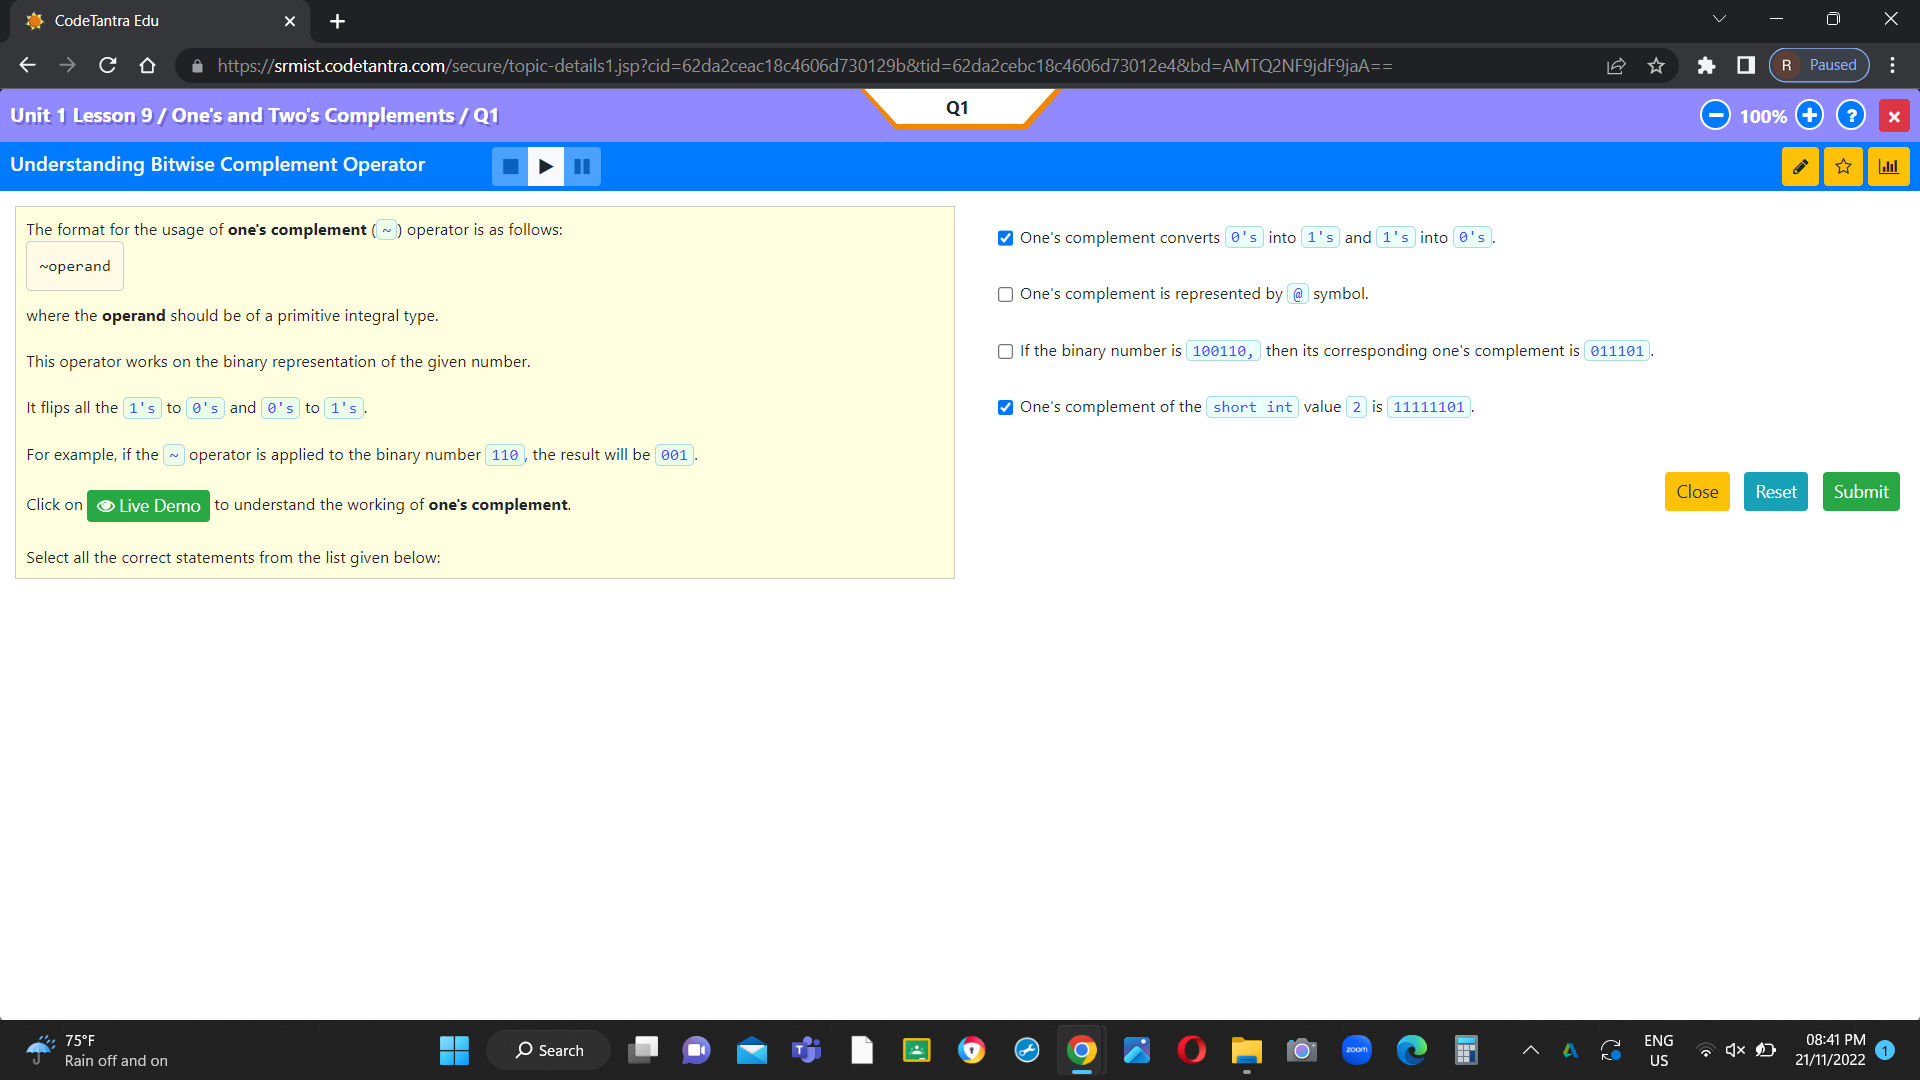 CodeTantra Edu
https://srmist.codetantra.com/secure/topic-details1.jsp?cid=62da2ceac18c4606d730129b&tid=62da2cebc18c4606d73012e4&bd=AMTQ2NF9jdF9jaA==
R Paused
Unit 1 Lesson 9 / One's and Two's Complements / Q1
Q1
100%
?
Understanding Bitwise Complement Operator
The format for the usage of one's complement (~) operator is as follows:
~operand
where the operand should be of a primitive integral type.
This operator works on the binary representation of the given number.
It flips all the 1's to 0's and 0's to 1's.
For example, if the ~ operator is applied to the binary number 110, the result will be 001.
Click on Live Demo to understand the working of one's complement.
Select all the correct statements from the list given below:
One's complement converts 0's into 1's and 1's into 0's.
One's complement is represented by @ symbol.
If the binary number is 100110, then its corresponding one's complement is 011101.
One's complement of the short int value 2 is 11111101.
Close Reset Submit
75°F
Rain off and on
Search
zoom
ENG
US
08:41 PM
21/11/2022
1